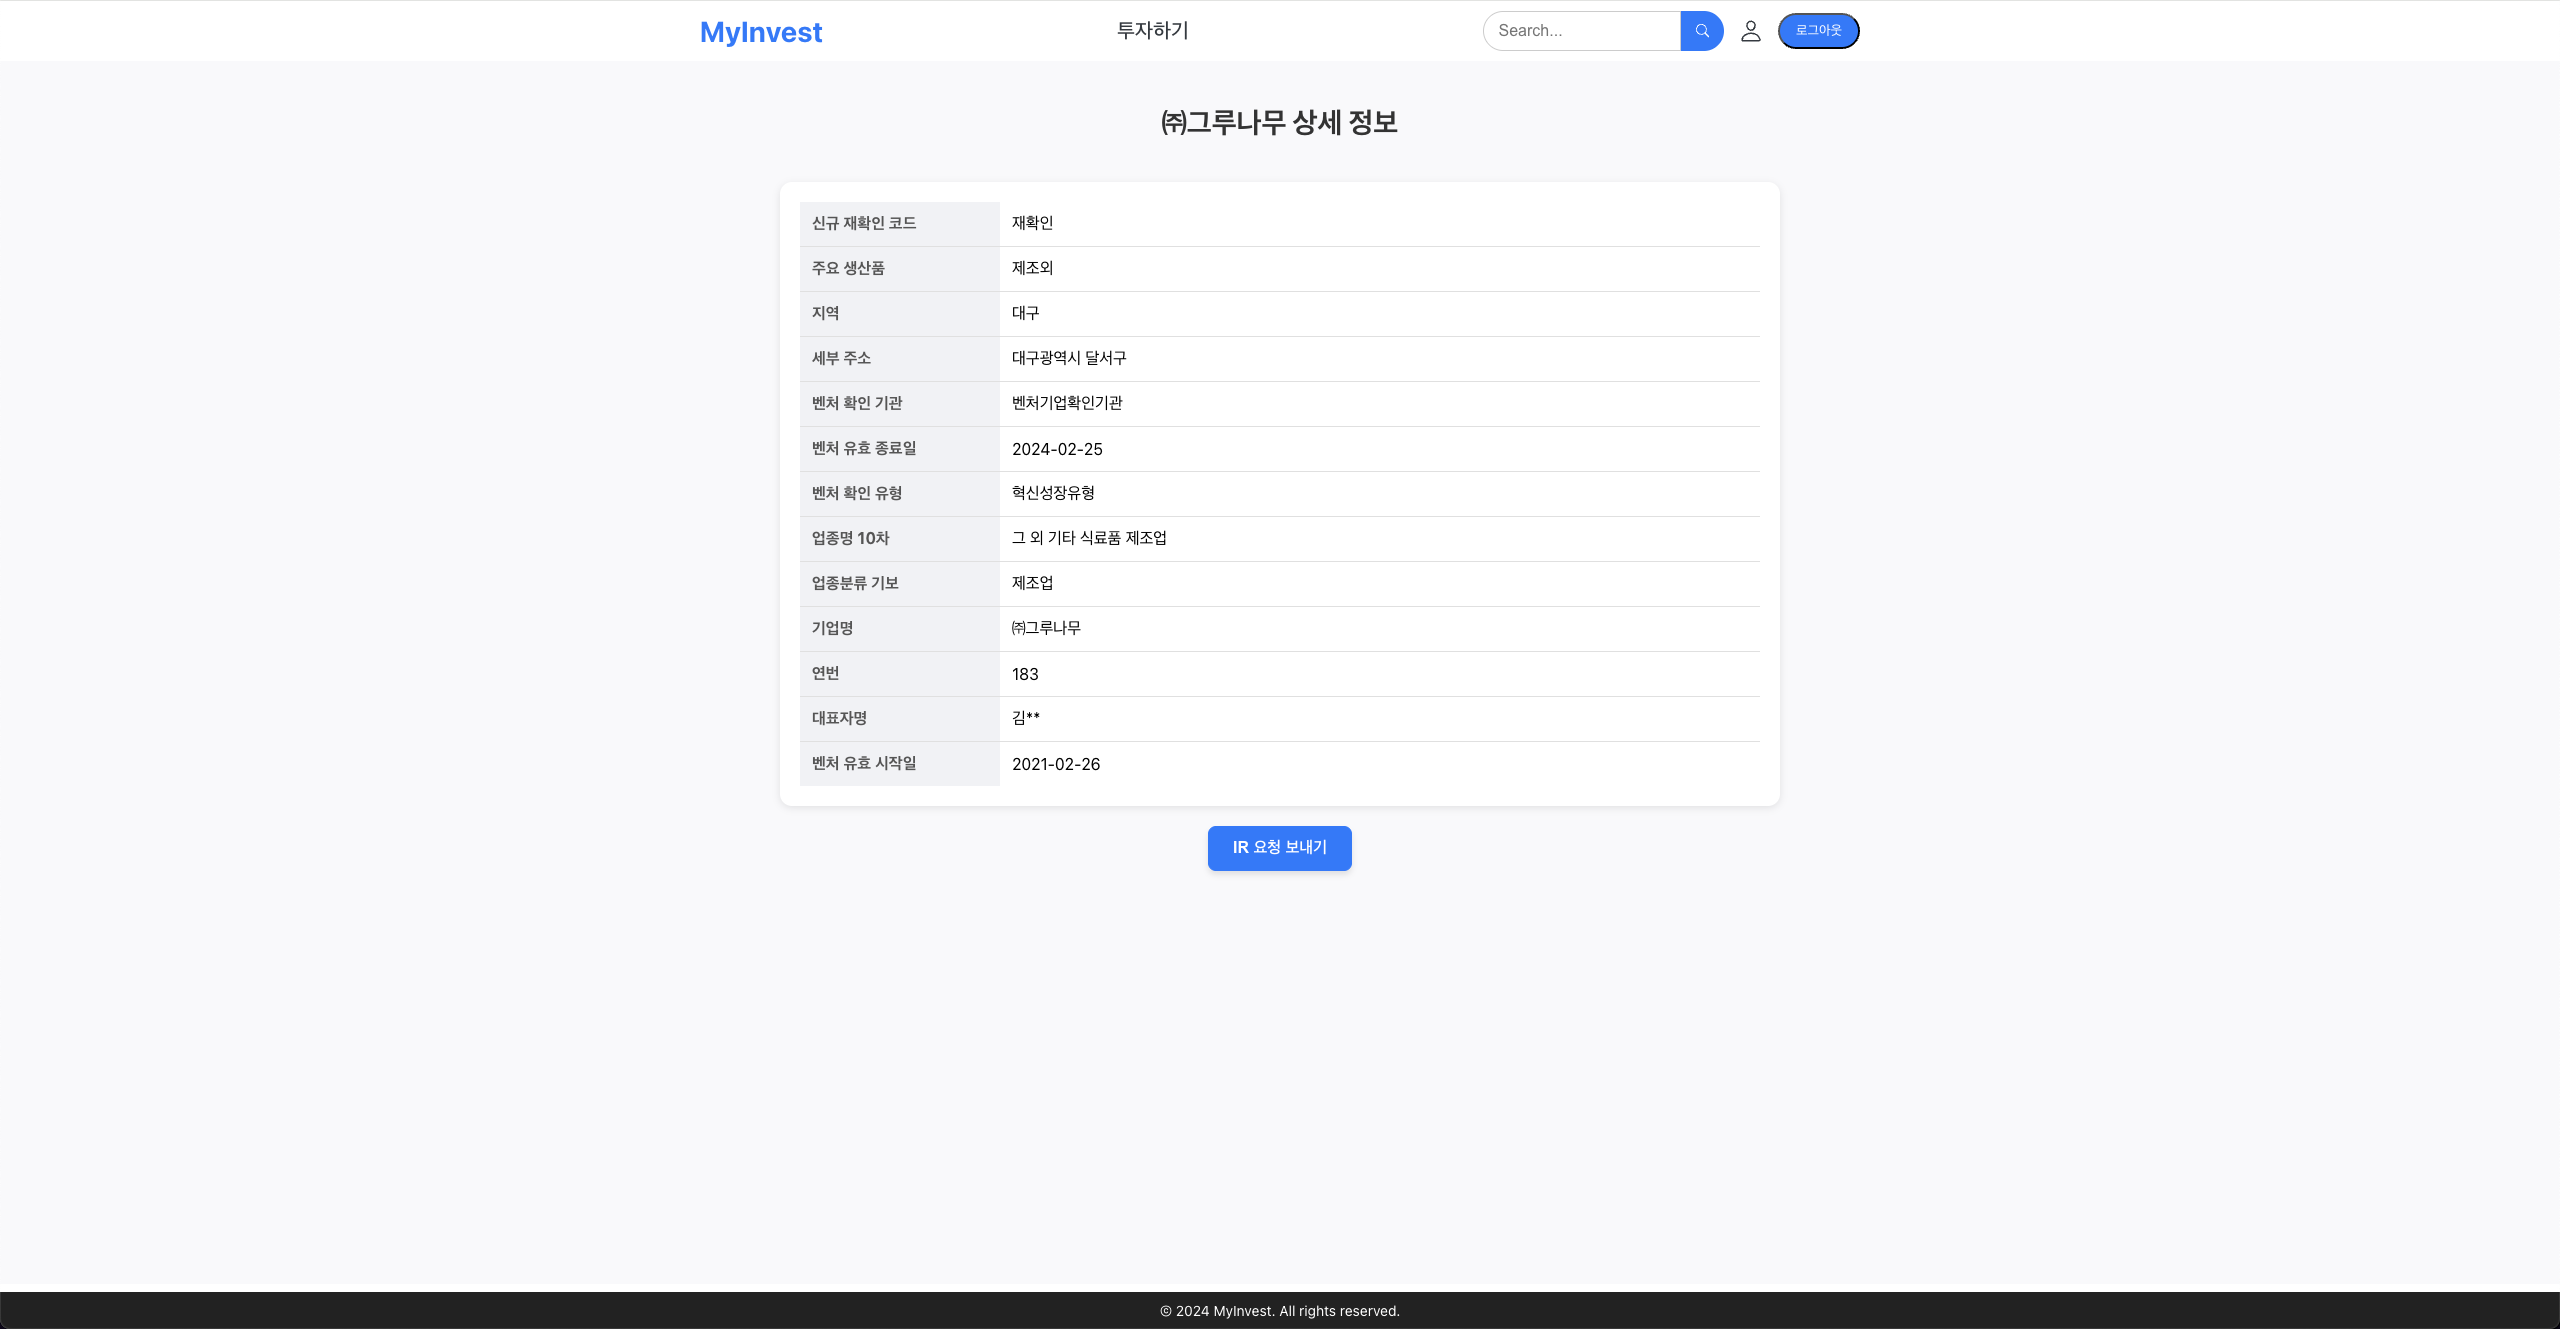 MyInvest 투자하기 Search... 로그아웃
㈜그루나무 상세 정보
신규 재확인 코드 재확인
주요 생산품 제조외
지역 대구
세부 주소 대구광역시 달서구
벤처 확인 기관 벤처기업확인기관
벤처 유효 종료일 2024-02-25
벤처 확인 유형 혁신성장유형
업종명 10차 그 외 기타 식료품 제조업
업종분류 기보 제조업
기업명 ㈜그루나무
연번 183
대표자명 김**
벤처 유효 시작일 2021-02-26
IR 요청 보내기
© 2024 MyInvest. All rights reserved.